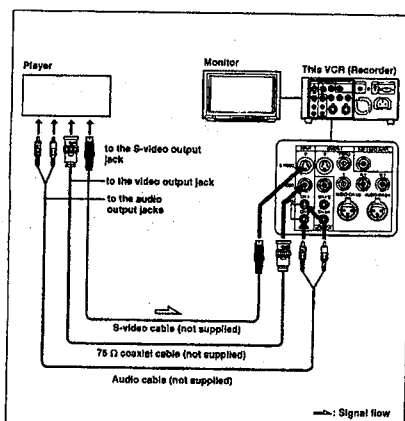 Player
Monitor
This VCR (Recorder)
to the S-video output
jack
to the video output jack
to the audio
output jacks
S VIDEO
S-video cable (not supplied)
75 Ω coaxial cable (not supplied)
Audio cable (not supplied)
: Signal flow